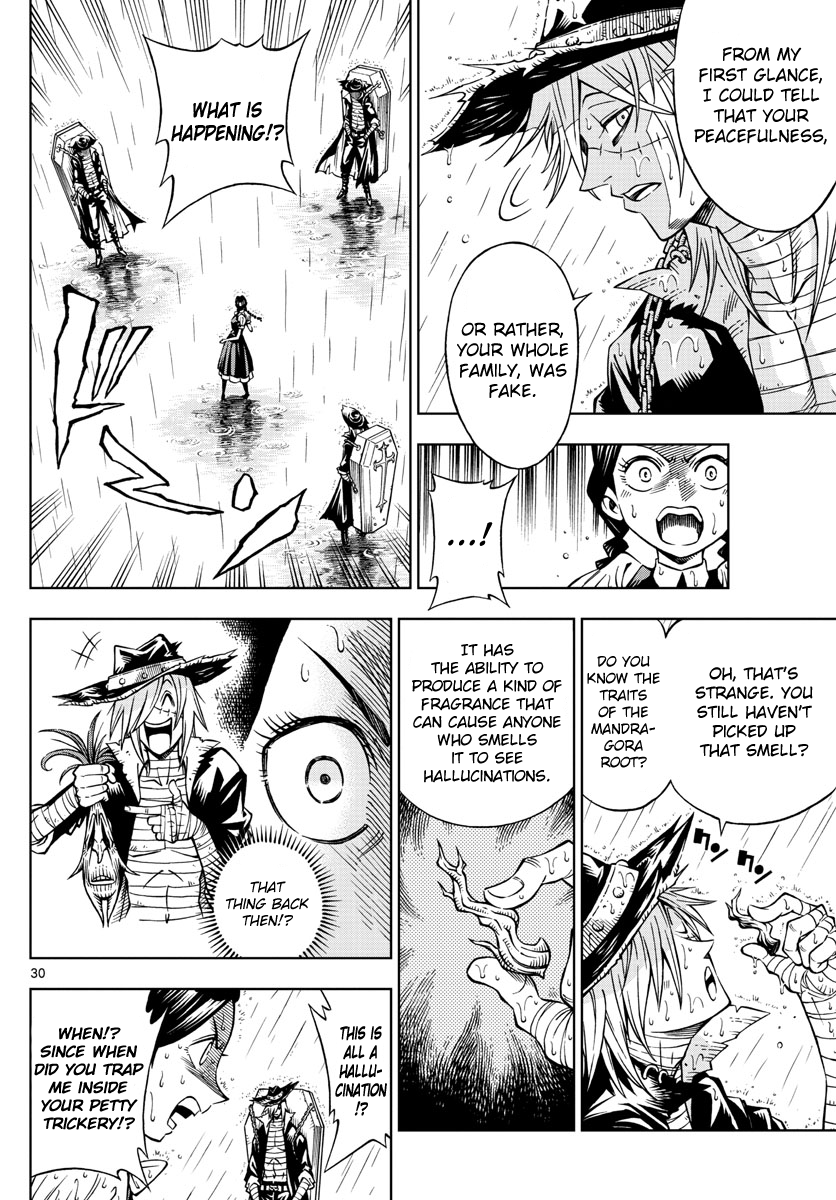 FROM MY
FIRST GLANCE,
I COULD TELL
THAT YOUR
PEACEFULNESS,
OR RATHER,
YOUR WHOLE
FAMILY, WAS
FAKE.
....!
WHAT IS
HAPPENING!?
ドドーン
OH, THAT'S
STRANGE. YOU
STILL HAVEN'T
PICKED UP
THAT SMELL?
DO YOU
KNOW THE
TRAITS
OF THE
MANDRA-
GORA
ROOT?
IT HAS
THE ABILITY TO
PRODUCE A KIND OF
FRAGRANCE THAT
CAN CAUSE ANYONE
WHO SMELLS
IT TO SEE
HALLUCINATIONS.
THAT
THING BACK
THEN!?
THIS IS
ALL A
HALLU-
CINATION
!?
WHEN!?
SINCE WHEN
DID YOU TRAP
ME INSIDE
YOUR PETTY
TRICKERY!?
30